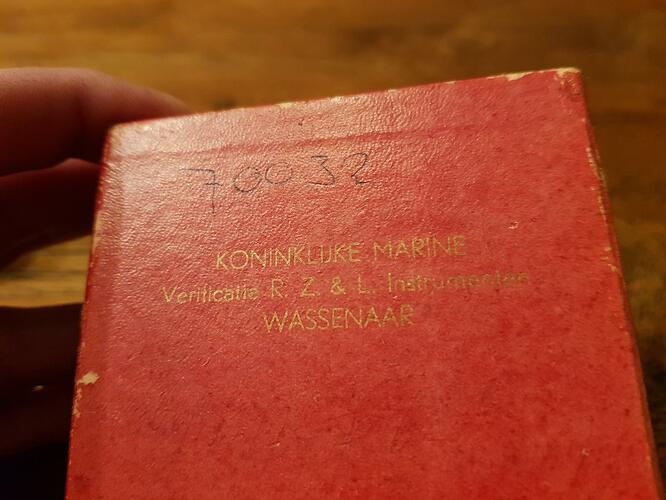 70032
KONINKLIJKE MARINE
Verificatie R. Z. & L. Instrumenten
WASSENAAR